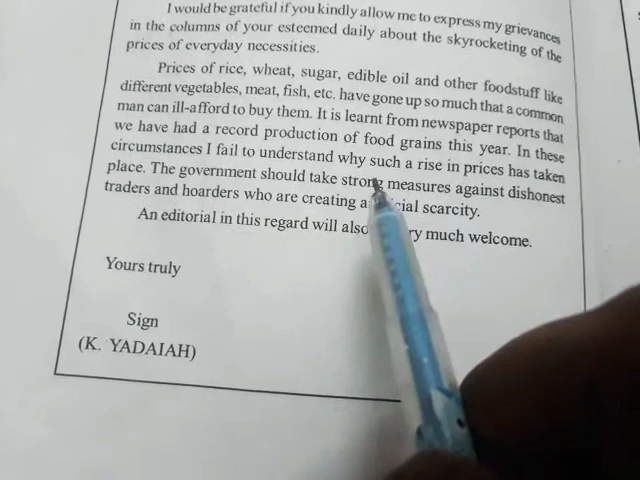 I would be grateful if you kindly allow me to express my grievances
in the columns of your esteemed daily about the skyrocketing of the
prices of everyday necessities.
Prices of rice, wheat, sugar, edible oil and other foodstuff like
different vegetables, meat, fish, etc. have gone up so much that a common
man can ill-afford to buy them. It is learnt from newspaper reports that
we have had a record production of food grains this year. In these
circumstances I fail to understand why such a rise in prices has taken
place. The government should take strong measures against dishonest
traders and hoarders who are creating scarcity.
An editorial in this regard will also much welcome.
Yours truly
Sign
(K. YADAIAH)